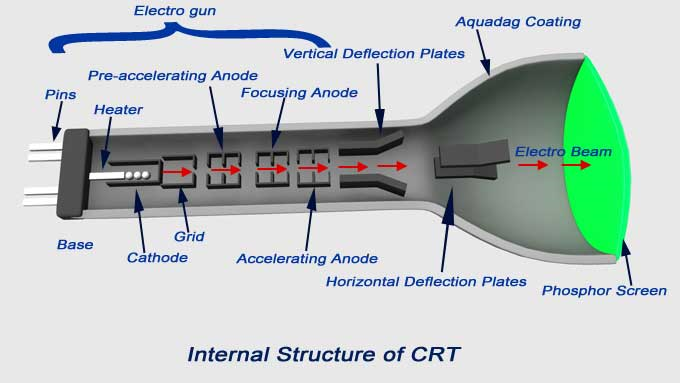 Electro gun
Aquadag Coating
Vertical Deflection Plates
Pre-accelerating Anode
Focusing Anode
Pins
Heater
Electro Beam
Base
Grid
Cathode
Accelerating Anode
Horizontal Deflection Plates
Phosphor Screen
Internal Structure of CRT